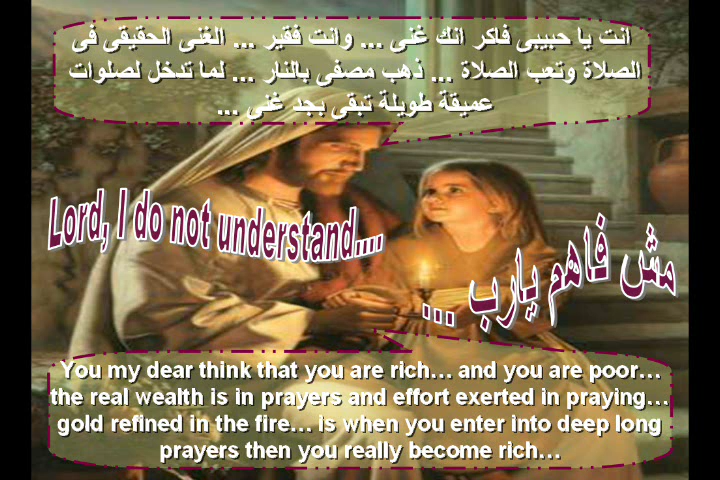 انت يا حبيبى فاكر انك غنى ... وانت فقير ... الغنى الحقيقى فى
الصلاة وتعب الصلاة ... ذهب مصفى بالنار ... لما تدخل لصلوات
عميقة طويلة تبقى بجد غنى ...
Lord, I do not understand....
مش فاهم يارب ...
You my dear think that you are rich... and you are poor...
the real wealth is in prayers and effort exerted in praying...
gold refined in the fire... is when you enter into deep long
prayers then you really become rich...